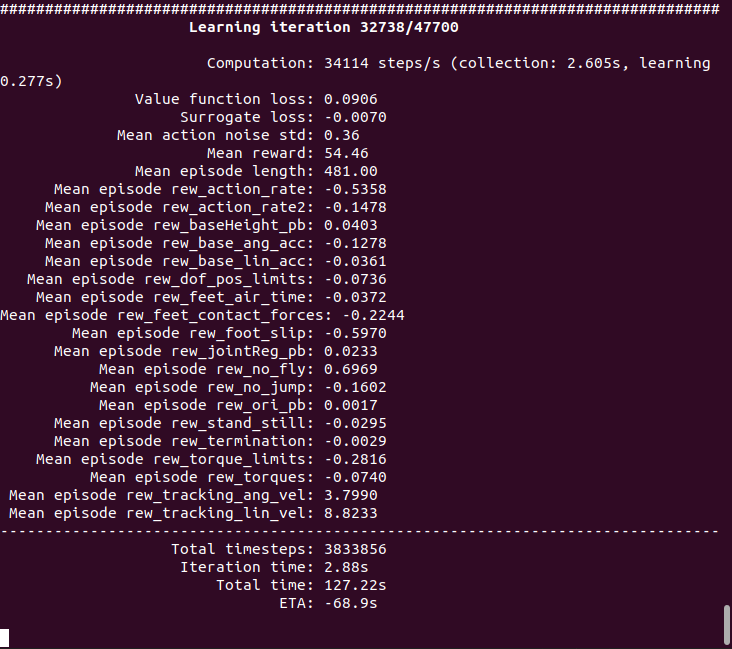 ################################################################################
Learning iteration 32738/47700
Computation: 34114 steps/s (collection: 2.605s, learning
0.277s)
Value function loss: 0.0906
Surrogate loss: -0.0070
Mean action noise std: 0.36
Mean reward: 54.46
Mean episode length: 481.00
Mean episode rew_action_rate: -0.5358
Mean episode rew_action_rate2: -0.1478
Mean episode rew_baseHeight_pb: 0.0403
Mean episode rew_base_ang_acc: -0.1278
Mean episode rew_base_lin_acc: -0.0361
Mean episode rew_dof_pos_limits: -0.0736
Mean episode rew_feet_air_time: -0.0372
Mean episode rew_feet_contact_forces: -0.2244
Mean episode rew_foot_slip: -0.5970
Mean episode rew_jointReg_pb: 0.0233
Mean episode rew_no_fly: 0.6969
Mean episode rew_no_jump: -0.1602
Mean episode rew_ori_pb: 0.0017
Mean episode rew_stand_still: -0.0295
Mean episode rew_termination: -0.0029
Mean episode rew_torque_limits: -0.2816
Mean episode rew_torques: -0.0740
Mean episode rew_tracking_ang_vel: 3.7990
Mean episode rew_tracking_lin_vel: 8.8233
--------------------------------------------------------------------------------
Total timesteps: 3833856
Iteration time: 2.88s
Total time: 127.22s
ETA: -68.9s